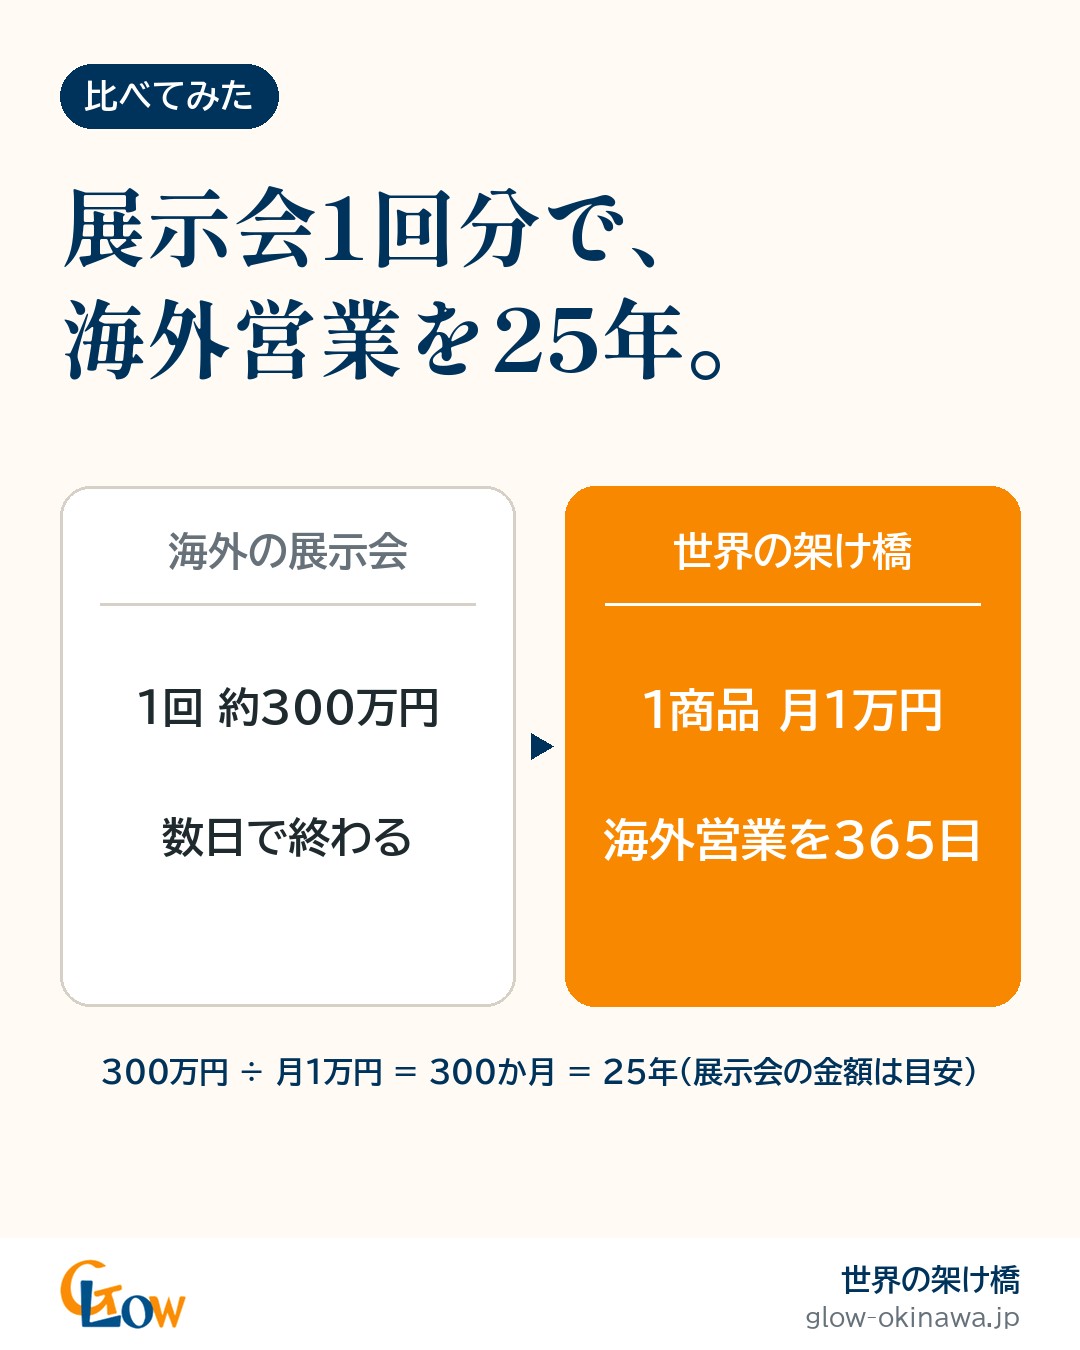 比べてみた
展示会1回分で、
海外営業を25年。
海外の展示会
1回 約300万円
数日で終わる
▶
世界の架け橋
1商品 月1万円
海外営業を365日
300万円 ÷ 月1万円 = 300か月 = 25年(展示会の金額は目安)
GLOW
世界の架け橋
glow-okinawa.jp